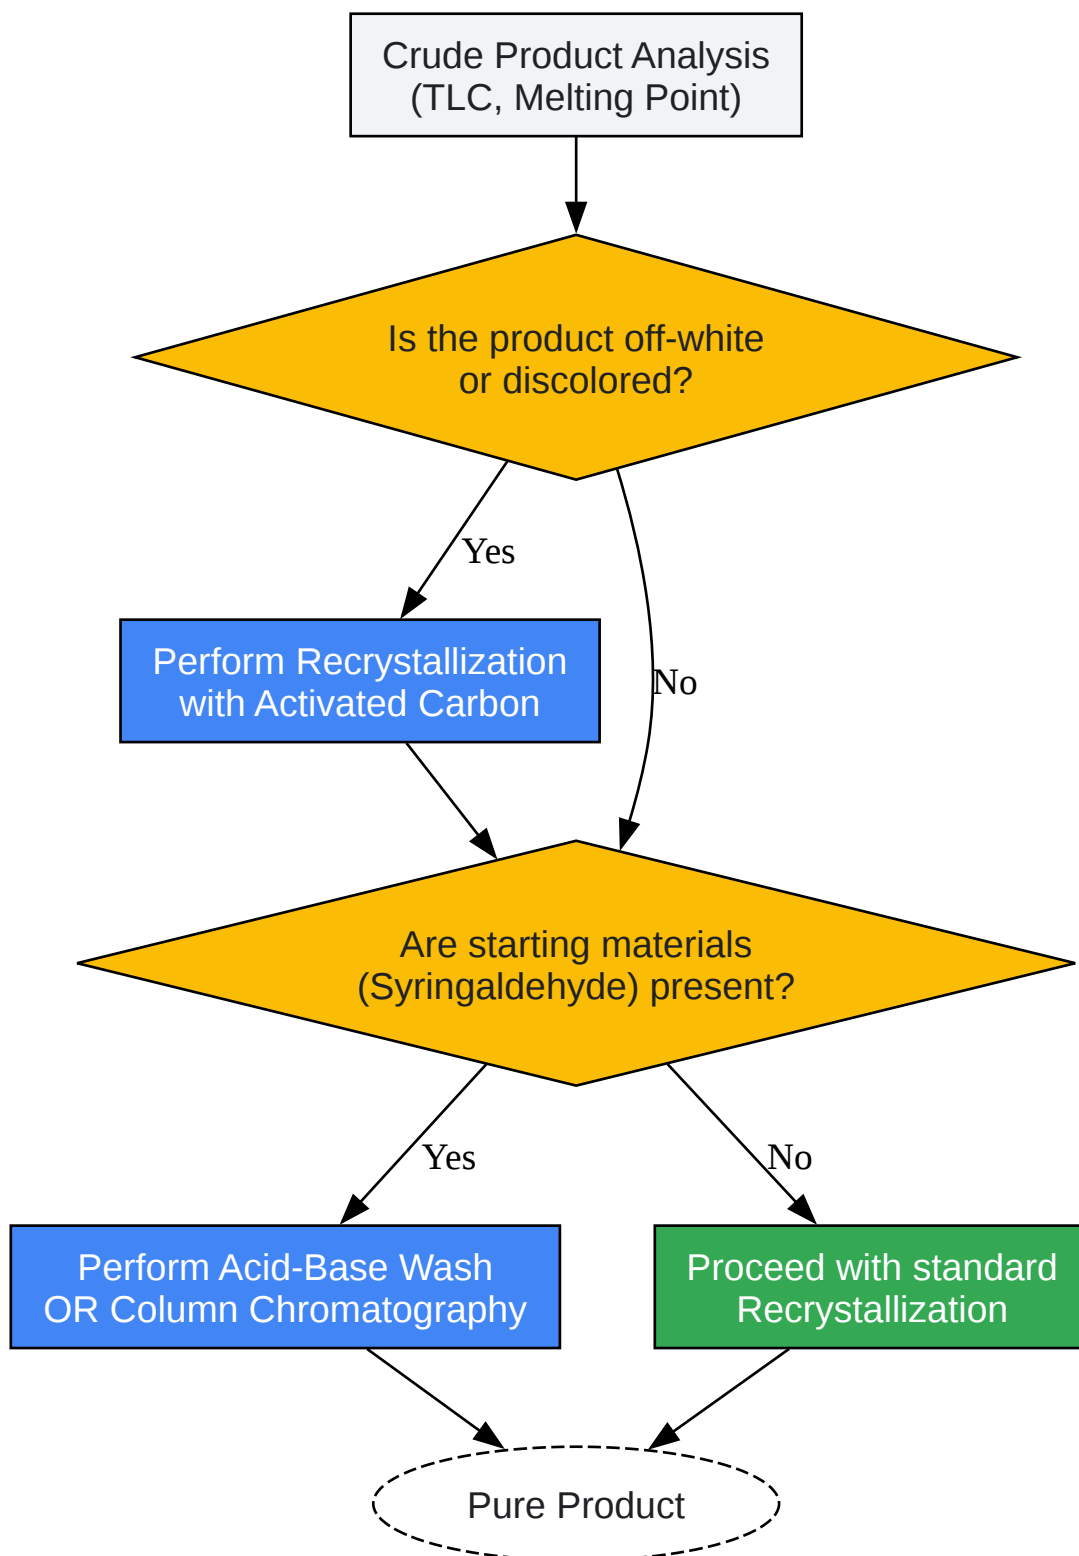 Crude Product Analysis
(TLC, Melting Point)
Is the product off-white
or discolored?
Yes
Perform Recrystallization
with Activated Carbon
No
Are starting materials
(Syringaldehyde) present?
Yes
No
Perform Acid-Base Wash
OR Column Chromatography
Proceed with standard
Recrystallization
Pure Product